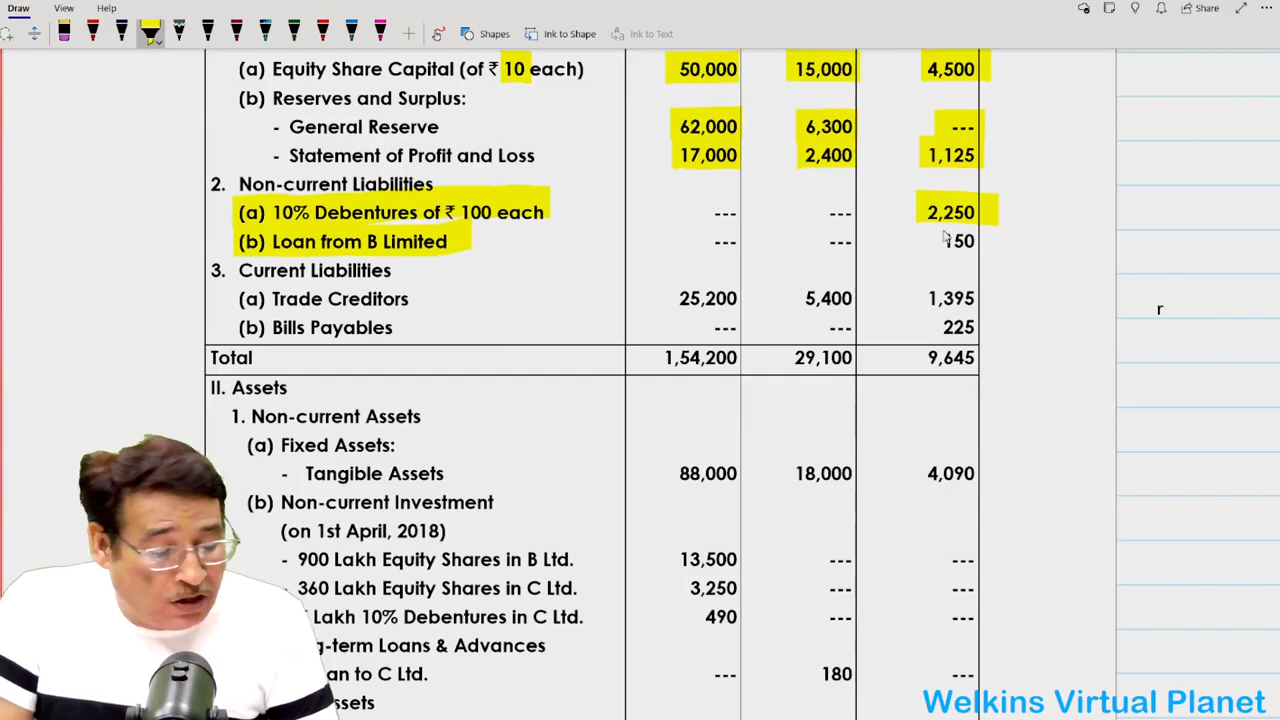 Draw View Help
Share
Shapes Ink to Shape Ink to Text
(a) Equity Share Capital (of ₹ 10 each) 50,000 15,000 4,500
(b) Reserves and Surplus:
- General Reserve 62,000 6,300 ---
- Statement of Profit and Loss 17,000 2,400 1,125
2. Non-current Liabilities
(a) 10% Debentures of ₹ 100 each --- --- 2,250
(b) Loan from B Limited --- --- 150
3. Current Liabilities
(a) Trade Creditors 25,200 5,400 1,395
r
(b) Bills Payables --- --- 225
Total 1,54,200 29,100 9,645
II. Assets
1. Non-current Assets
(a) Fixed Assets:
- Tangible Assets 88,000 18,000 4,090
(b) Non-current Investment
(on 1st April, 2018)
- 900 Lakh Equity Shares in B Ltd. 13,500 --- ---
- 360 Lakh Equity Shares in C Ltd. 3,250 --- ---
Lakh 10% Debentures in C Ltd. 490 --- ---
g-term Loans & Advances
an to C Ltd. --- 180 ---
ssets
Welkins Virtual Planet